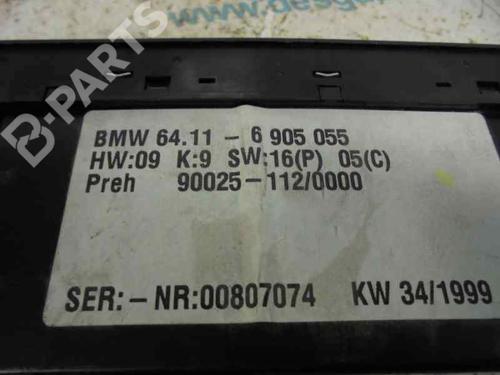 B-PARTS
BMW 64.11 - 6 905 055
HW:09 K:9 SW:16(P) 05(C)
Preh 90025-112/0000
SER:-NR:00807074 KW 34/1999
B-PARTS